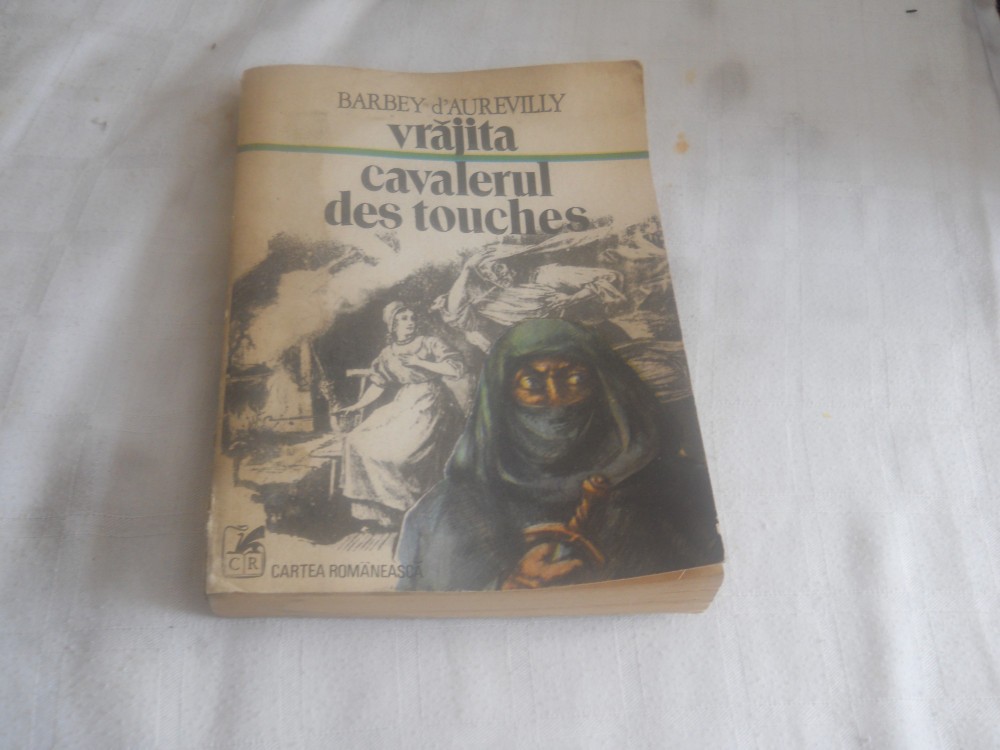 BARBEY d'AUREVILLY
vrăjita
cavalerul
des touches
CR
CARTEA ROMÂNEASCĂ